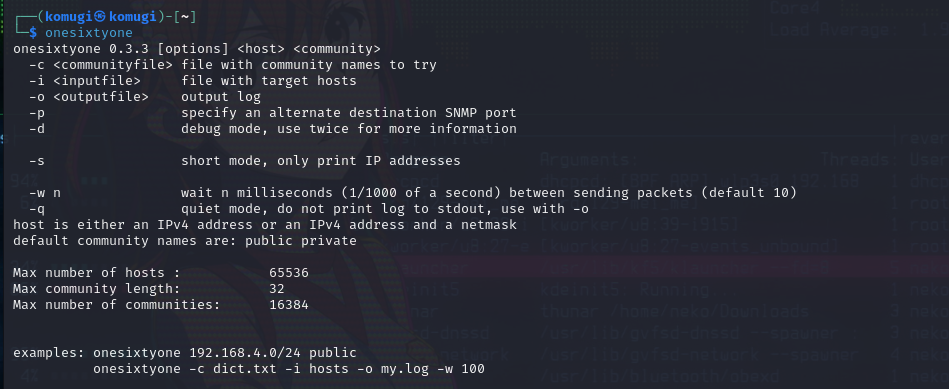 ┌──(komugi㉿komugi)-[~]
└─$ onesixtyone
onesixtyone 0.3.3 [options] <host> <community>
  -c <communityfile> file with community names to try
  -i <inputfile>     file with target hosts
  -o <outputfile>    output log
  -p                 specify an alternate destination SNMP port
  -d                 debug mode, use twice for more information
  -s                 short mode, only print IP addresses
  -w n               wait n milliseconds (1/1000 of a second) between sending packets (default 10)
  -q                 quiet mode, do not print log to stdout, use with -o
host is either an IPv4 address or an IPv4 address and a netmask
default community names are: public private
Max number of hosts :           65536
Max community length:           32
Max number of communities:      16384
examples: onesixtyone 192.168.4.0/24 public
          onesixtyone -c dict.txt -i hosts -o my.log -w 100